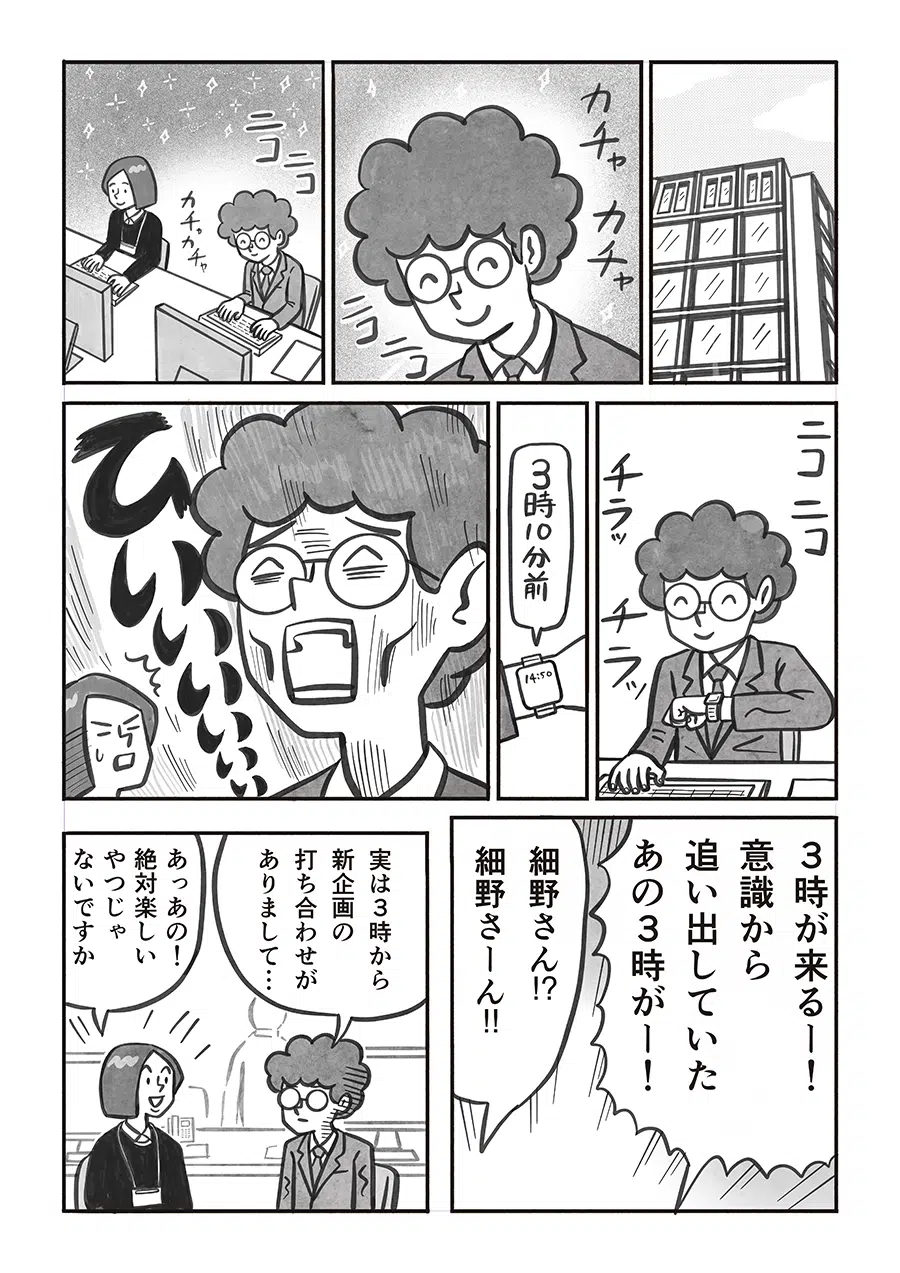 カチャ
カチャ
ニコ
ニコ
ニコ
ニコ
カチャ
カチャ
ニコ
ニコ
チラッ
チラッ
3時10分前
14:50
ひいいいいぃぃ
3時が来るー!
意識から
追い出していた
あの3時がー!
細野さん!?
細野さーん!!
実は3時から
新企画の
打ち合わせが
ありまして…
あっあの!
絶対楽しい
やつじゃ
ないですか